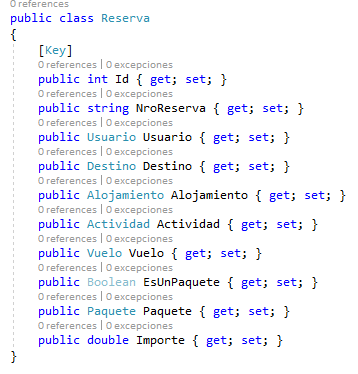 0 references
public class Reserva
{
[Key]
0 references | 0 excepciones
public int Id { get; set; }
0 references | 0 excepciones
public string NroReserva { get; set; }
0 references | 0 excepciones
public Usuario Usuario { get; set; }
0 references | 0 excepciones
public Destino Destino { get; set; }
0 references | 0 excepciones
public Alojamiento Alojamiento { get; set; }
0 references | 0 excepciones
public Actividad Actividad { get; set; }
0 references | 0 excepciones
public Vuelo Vuelo { get; set; }
0 references | 0 excepciones
public Boolean EsUnPaquete { get; set; }
0 references | 0 excepciones
public Paquete Paquete { get; set; }
0 references | 0 excepciones
public double Importe { get; set; }
}